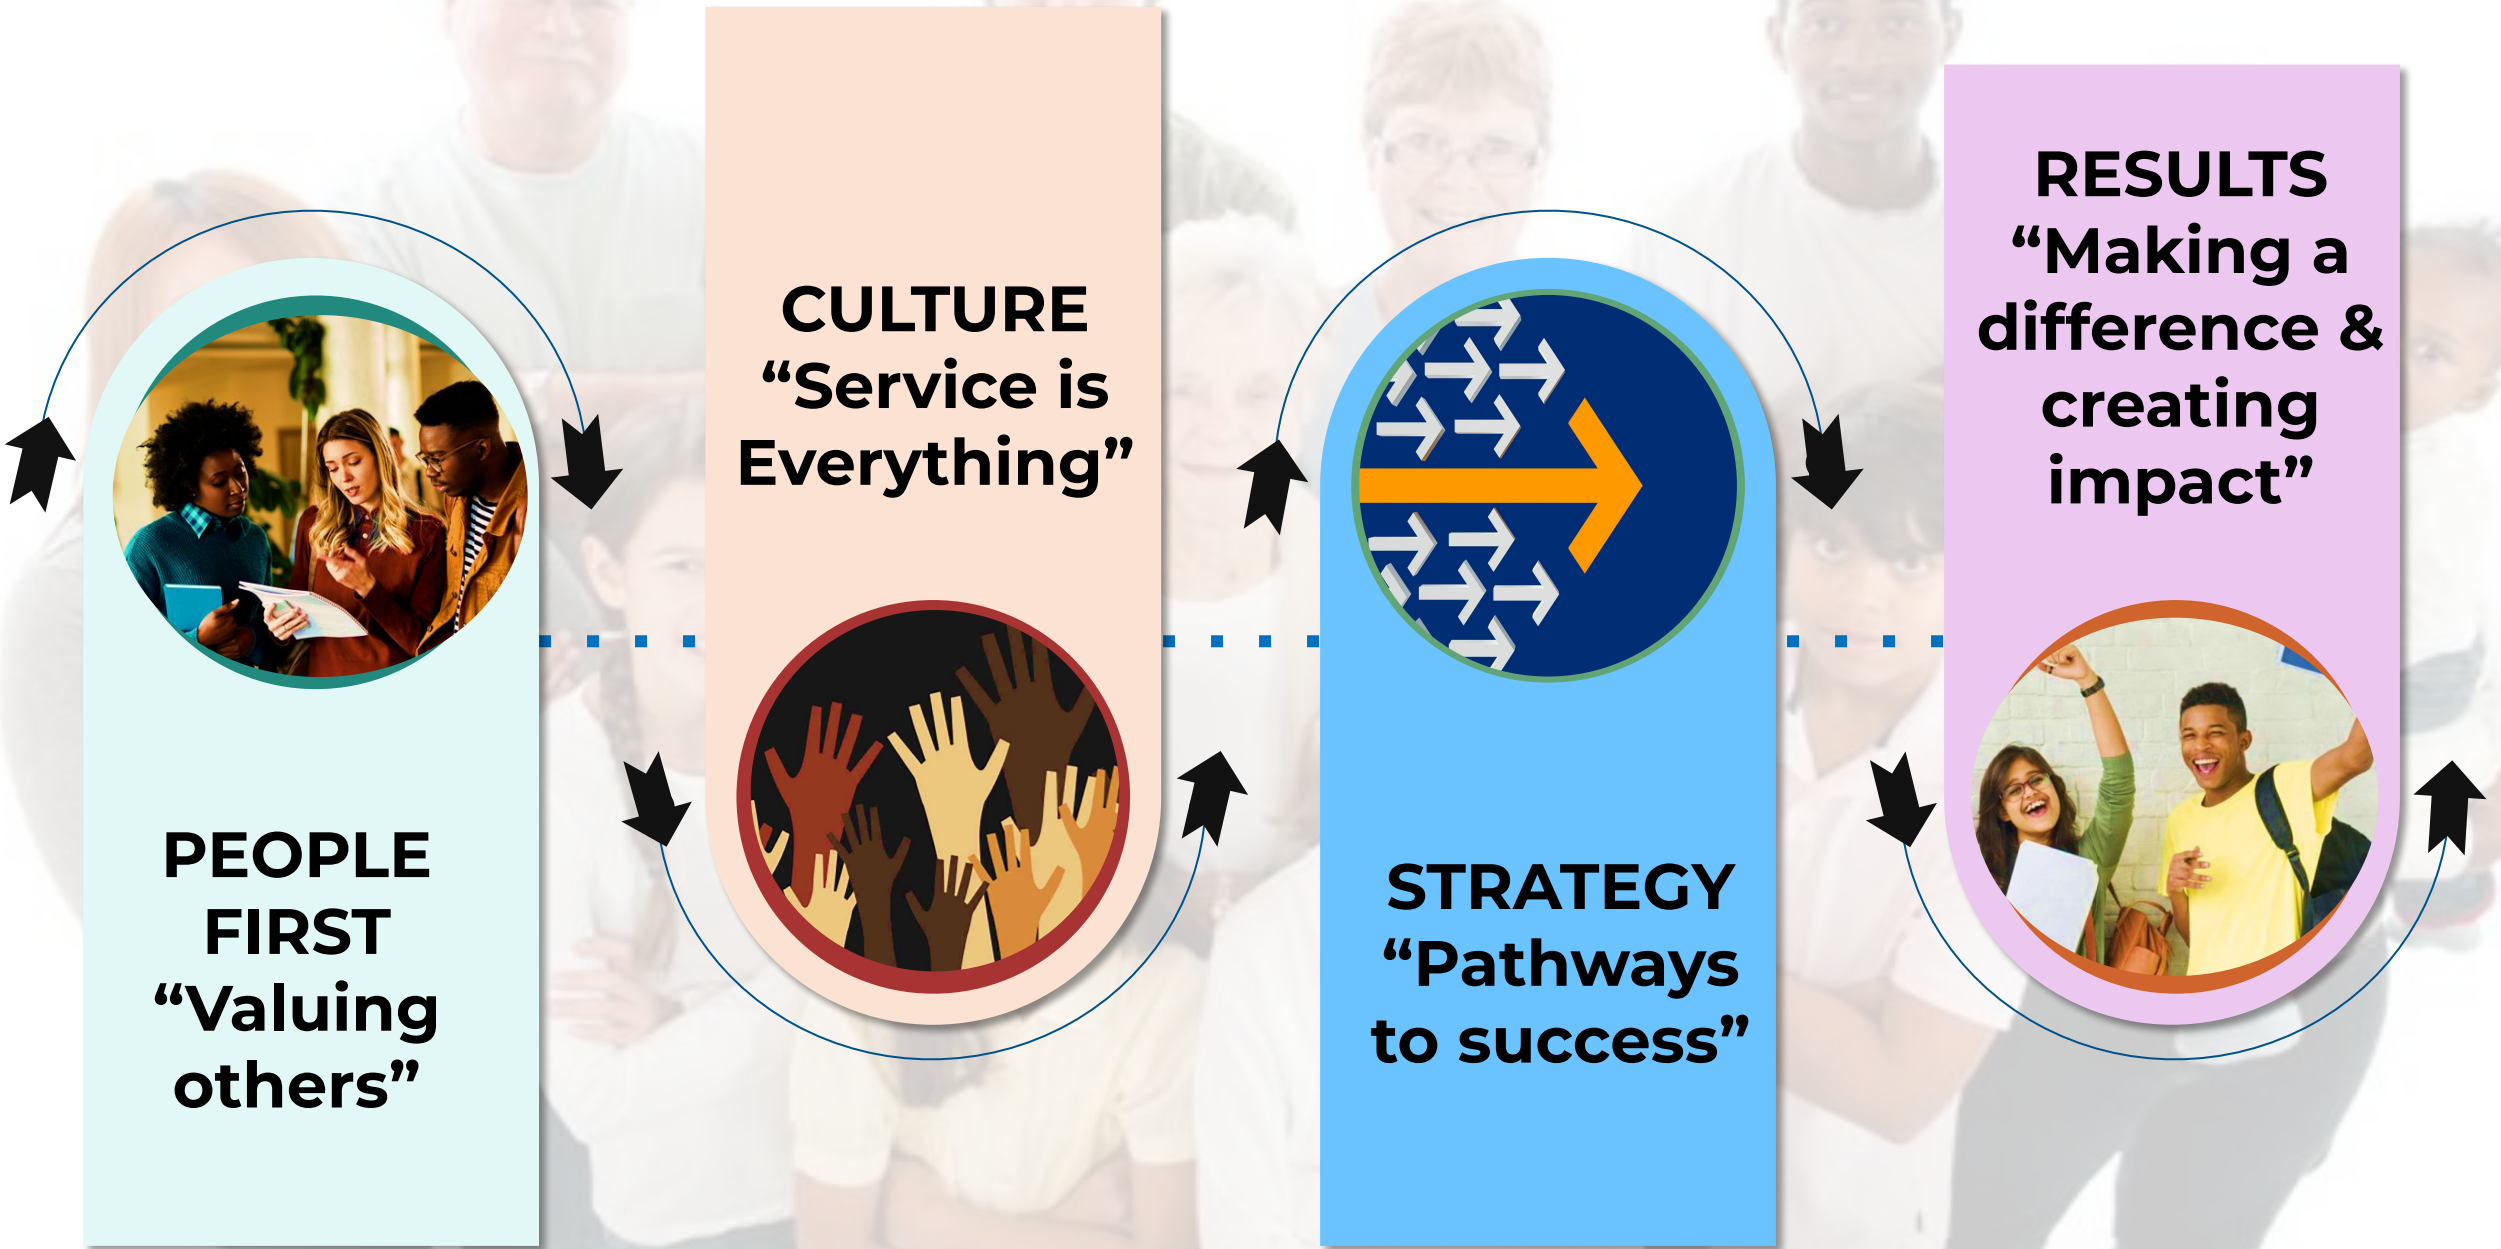 PEOPLE
FIRST
“Valuing
others”
CULTURE
“Service is
Everything”
STRATEGY
“Pathways
to success”
RESULTS
“Making a
difference &
creating
impact”